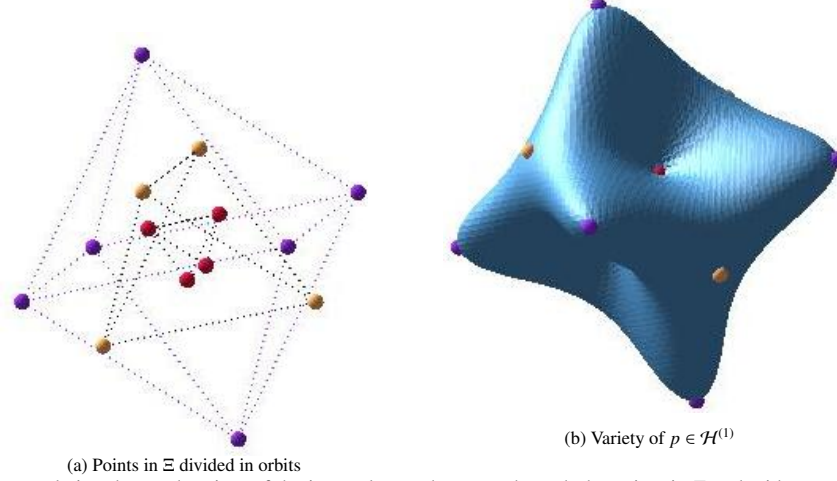 (b) Variety of p ∈ 𝓗⁽¹⁾
(a) Points in Ξ divided in orbits